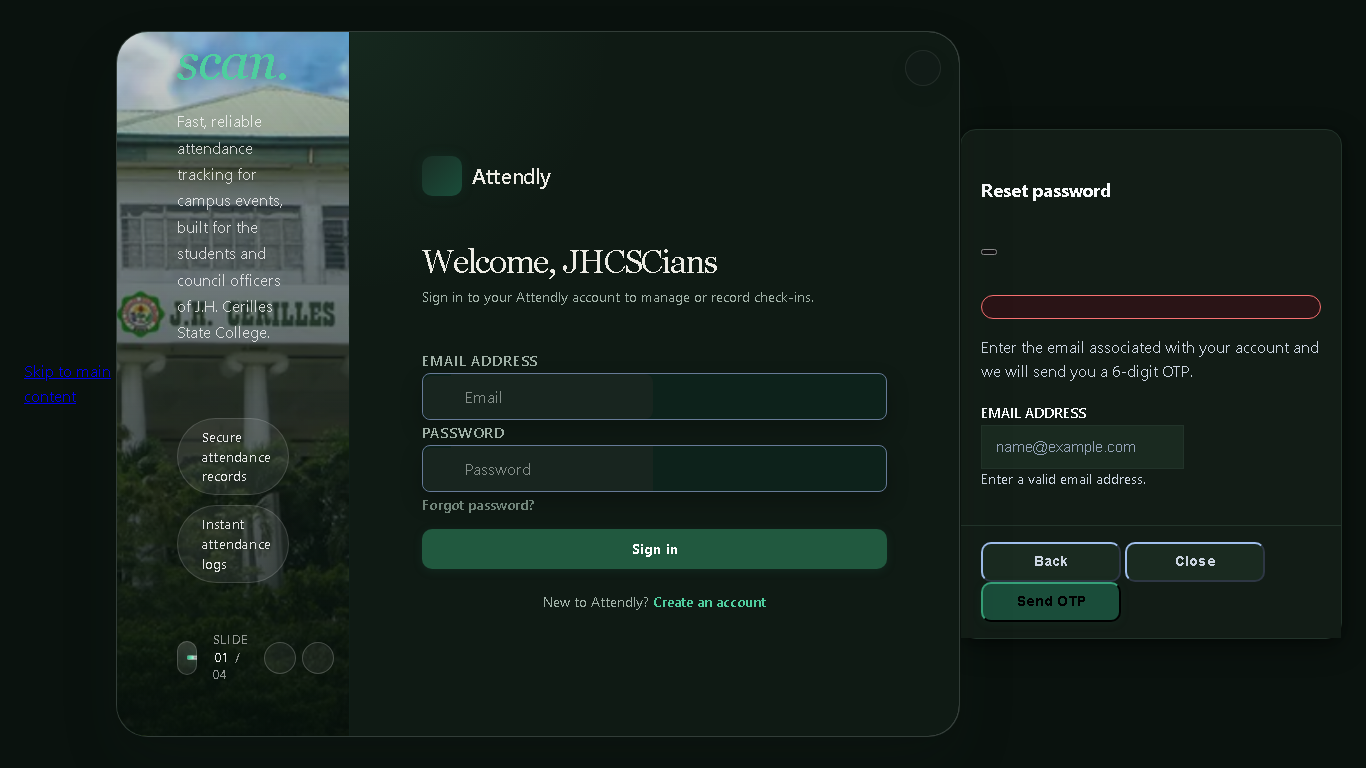 Skip to main
content
scan.
Fast, reliable
attendance
tracking for
campus events,
built for the
students and
council officers
of J.H. Cerilles
State College.
J.H. CERILLES
Secure
attendance
records
Instant
attendance
logs
SLIDE
01 /
04
Attendly
Welcome, JHCSCians
Sign in to your Attendly account to manage or record check-ins.
EMAIL ADDRESS
Email
PASSWORD
Password
Forgot password?
Sign in
New to Attendly? Create an account
Reset password
Enter the email associated with your account and
we will send you a 6-digit OTP.
EMAIL ADDRESS
name@example.com
Enter a valid email address.
Back
Close
Send OTP